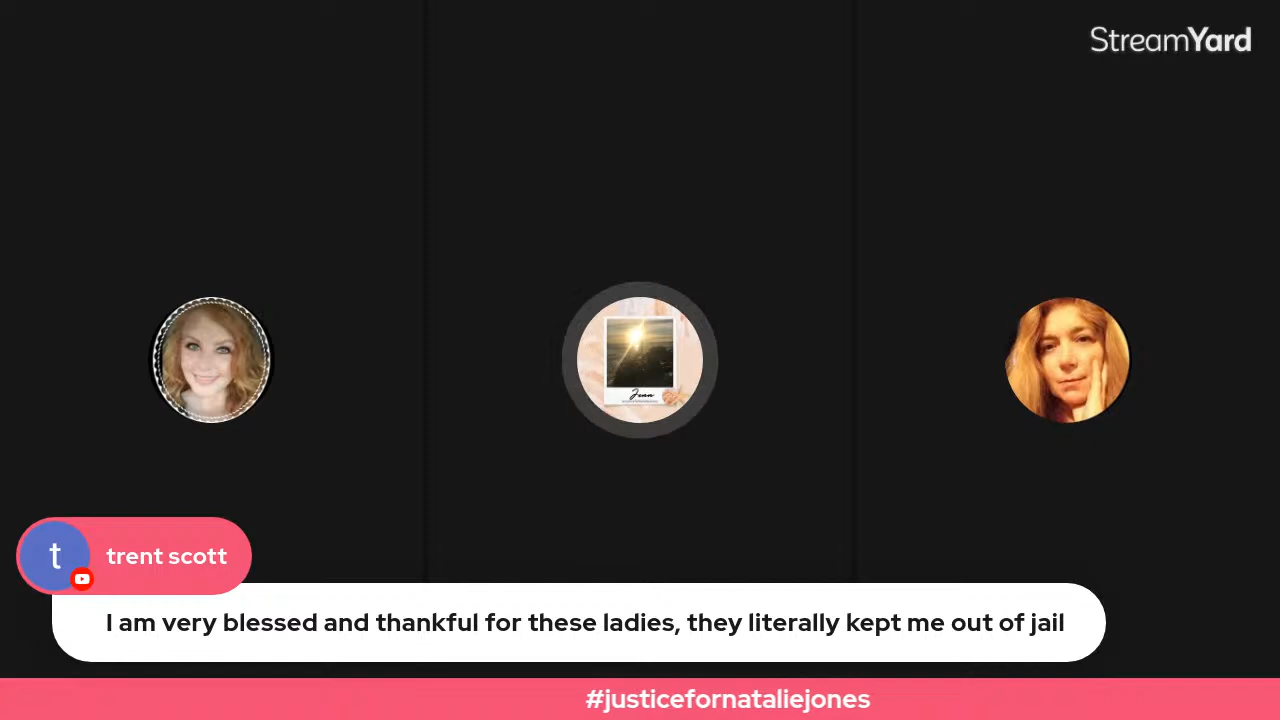 StreamYard
Jenn
t
trent scott
I am very blessed and thankful for these ladies, they literally kept me out of jail
#justicefornataliejones